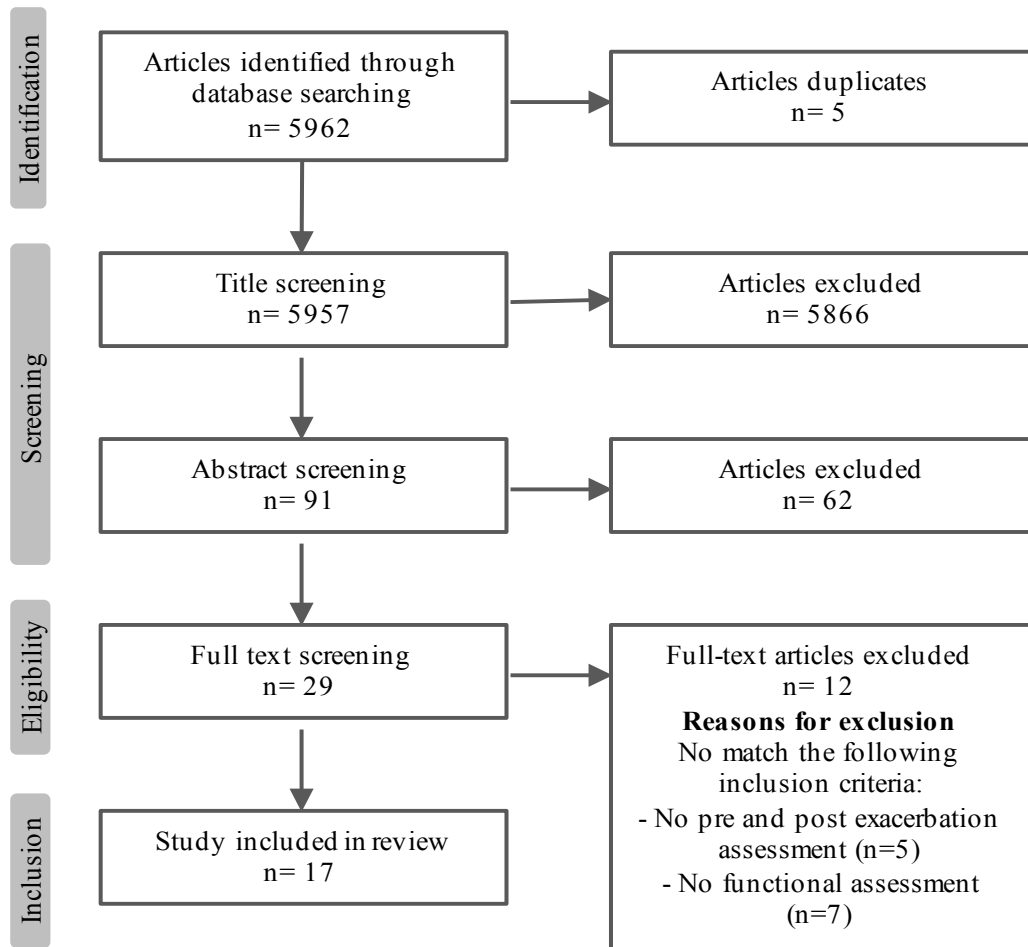 Identification
Articles identified through
database searching
n= 5962
Articles duplicates
n= 5
Screening
Title screening
n= 5957
Articles excluded
n= 5866
Abstract screening
n= 91
Articles excluded
n= 62
Eligibility
Full text screening
n= 29
Full-text articles excluded
n= 12
Reasons for exclusion
No match the following
inclusion criteria:
- No pre and post exacerbation
assessment (n=5)
- No functional assessment
(n=7)
Inclusion
Study included in review
n= 17